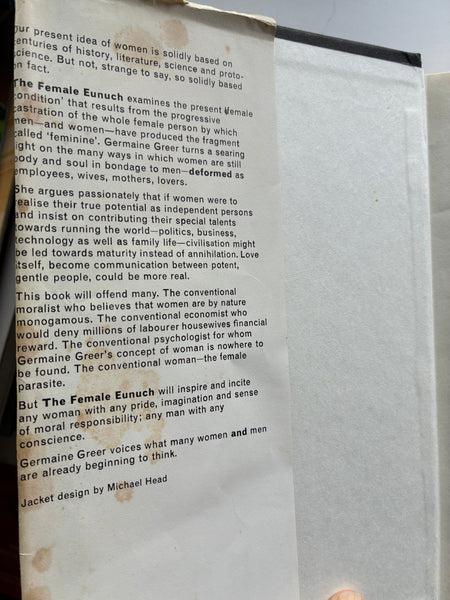 Our present idea of women is solidly based on
centuries of history, literature, science and proto-
science. But not, strange to say, so solidly based
on fact.
The Female Eunuch examines the present 'female
condition' that results from the progressive
castration of the whole female person by which
men—and women—have produced the fragment
called 'feminine'. Germaine Greer turns a searing
light on the many ways in which women are still
body and soul in bondage to men—deformed as
employees, wives, mothers, lovers.
She argues passionately that if women were to
realise their true potential as independent persons
and insist on contributing their special talents
towards running the world—politics, business,
technology as well as family life—civilisation might
be led towards maturity instead of annihilation. Love
itself, become communication between potent,
gentle people, could be more real.
This book will offend many. The conventional
moralist who believes that women are by nature
monogamous. The conventional economist who
would deny millions of labourer housewives financial
reward. The conventional psychologist for whom
Germaine Greer's concept of woman is nowhere to
be found. The conventional woman—the female
parasite.
But The Female Eunuch will inspire and incite
any woman with any pride, imagination and sense
of moral responsibility; any man with any
conscience.
Germaine Greer voices what many women and men
are already beginning to think.
Jacket design by Michael Head